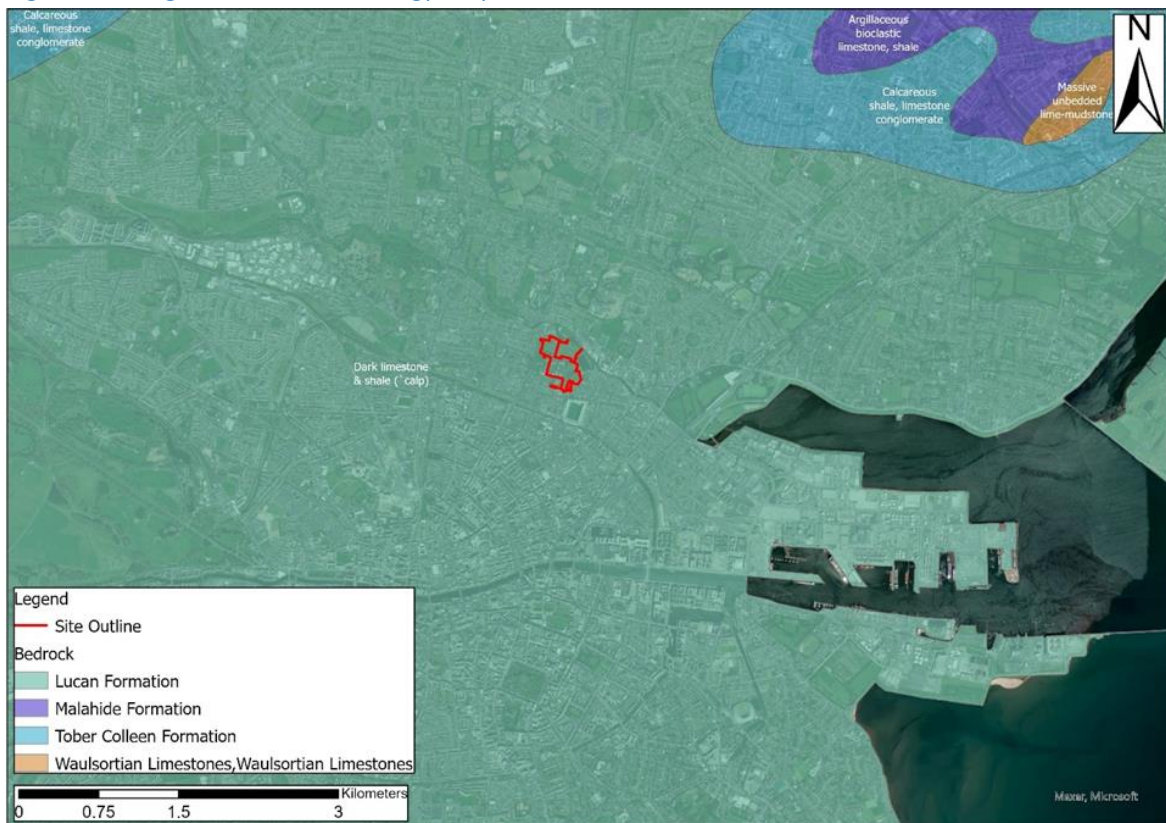 Calcareous
shale, limestone
conglomerate
Argillaceous
bioclastic
limestone, shale
N
Calcareous
shale, limestone
conglomerate
Massive
unbedded
lime-mudstone
Dark limestone
& shale (`calp)
Legend
Site Outline
Bedrock
Lucan Formation
Malahide Formation
Tober Colleen Formation
Waulsortian Limestones,Waulsortian Limestones
Kilometers
0 0.75 1.5 3
Maxar, Microsoft